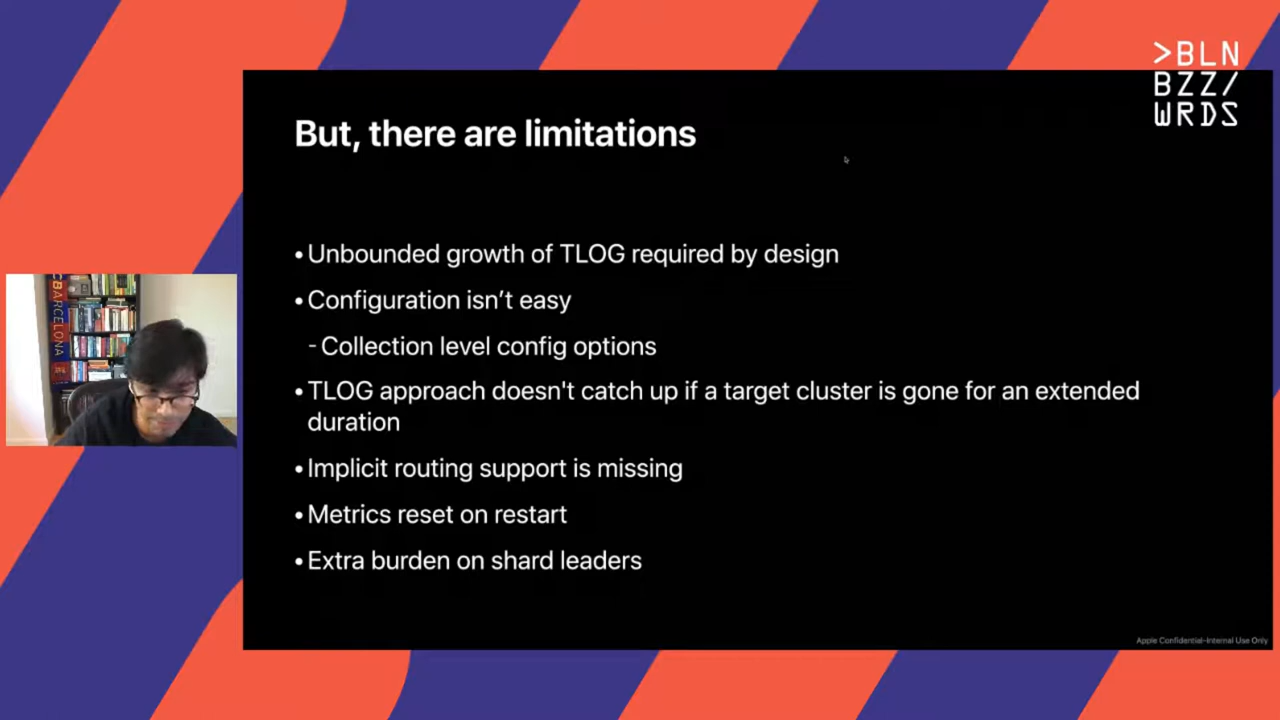 >BLN
BZZ/
WRDS
But, there are limitations
•Unbounded growth of TLOG required by design
•Configuration isn’t easy
-Collection level config options
•TLOG approach doesn't catch up if a target cluster is gone for an extended
duration
•Implicit routing support is missing
•Metrics reset on restart
•Extra burden on shard leaders
BARCELONA
Apple Confidential–Internal Use Only